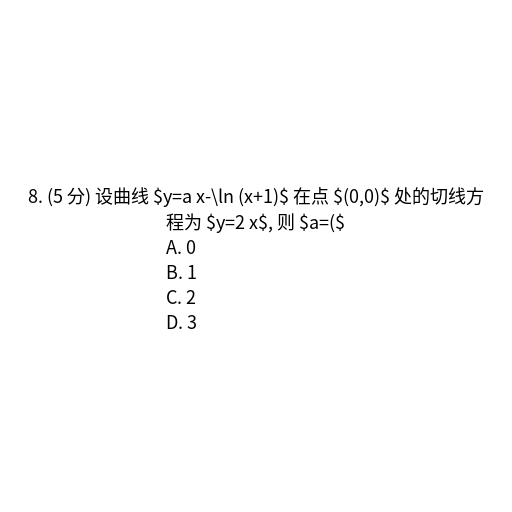 8. (5 分) 设曲线 $y=a x-\ln (x+1)$ 在点 $(0,0)$ 处的切线方
程为 $y=2 x$, 则 $a=($
A. 0
B. 1
C. 2
D. 3